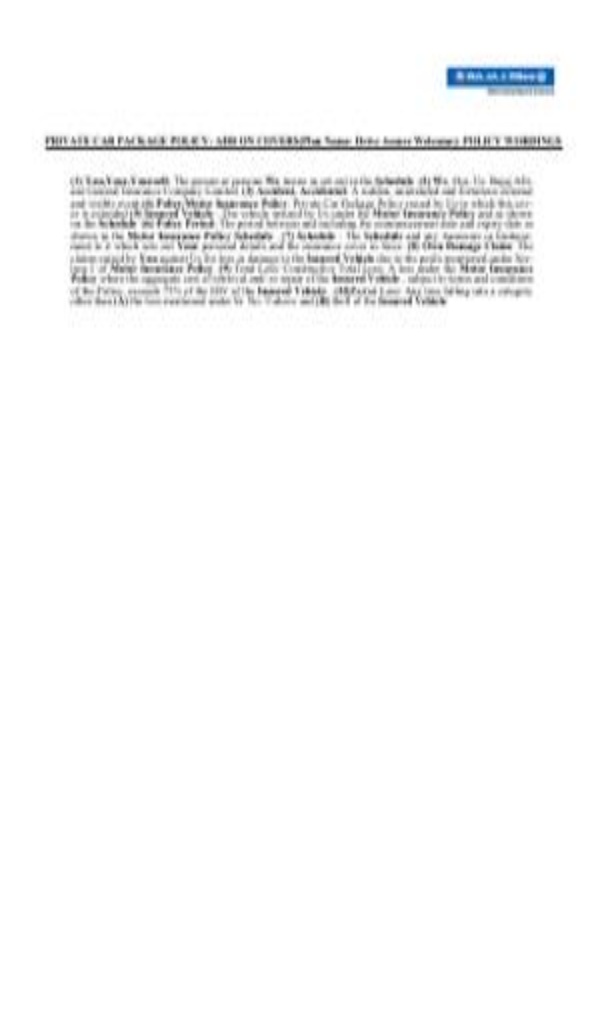 BAJAJ Allianz
PRIVATE CAR PACKAGE POLICY - ADD ON COVERS(Plan Name: Drive Assure Welcome)- POLICY WORDINGS
(1) You,Your,Yourself: The person or persons We insure as set out in the Schedule (2) We, Our, Us: Bajaj Allianz
General Insurance Company Limited (3) Accident, Accidental: A sudden, unintended and fortuitous external
and visible event (4) Policy/Motor Insurance Policy: Private Car Package Policy issued by Us to which this cover
is extended (5) Insured Vehicle: The vehicle insured by Us under the Motor Insurance Policy and as shown
on the Schedule (6) Policy Period: The period between and including the commencement date and expiry date as
shown in the Motor Insurance Policy Schedule (7) Schedule: The Schedule and any Annexure or Endorsement
to it which sets out Your personal details and the insurance cover in force (8) Own Damage Claim: The
claims raised by You against Us for loss or damage to the Insured Vehicle due to the perils mentioned under
of Motor Insurance Policy (9) Total Loss/ Constructive Total Loss: A loss under the Motor Insurance
Policy where the aggregate cost of retrieval and/ or repair of the Insured Vehicle, subject to terms and conditions
of the Policy, exceeds 75% of the IDV of the Insured Vehicle (10)Partial Loss: Any loss falling into a category
other than (A) the loss mentioned under and (B) theft of the Insured Vehicle